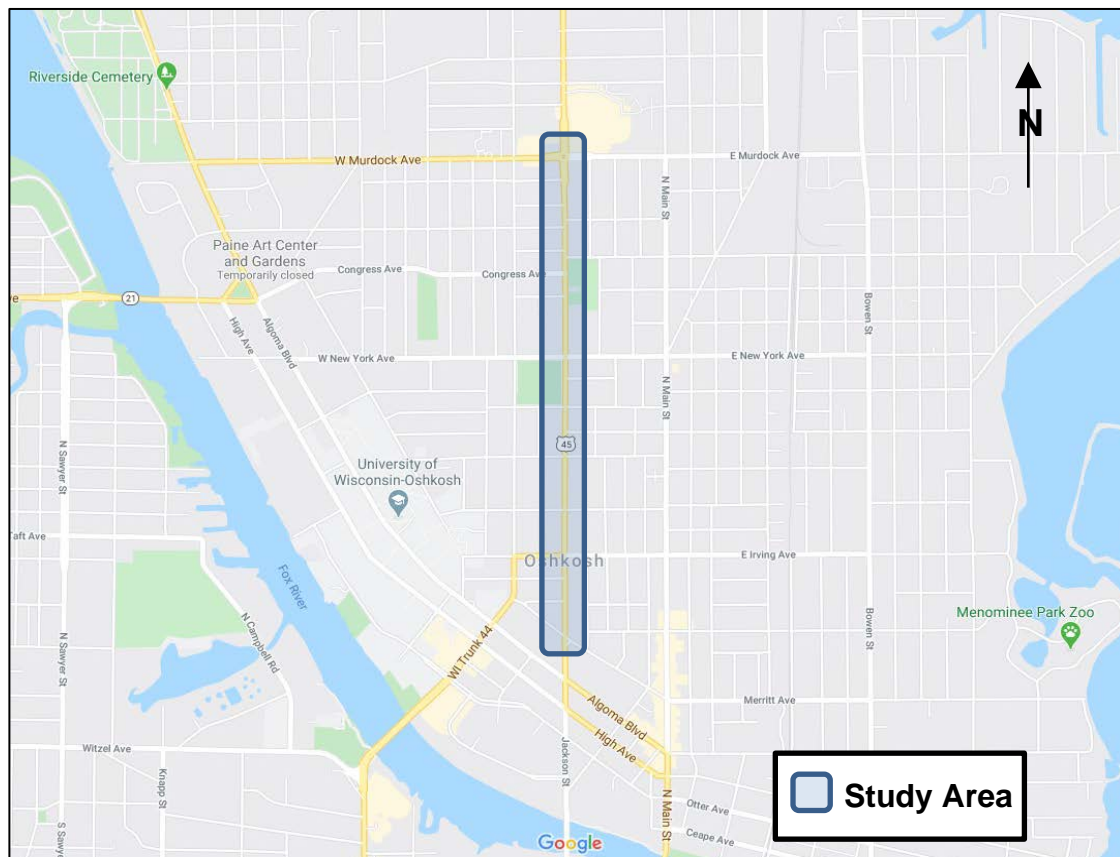 Riverside Cemetery
N
W Murdock Ave
E Murdock Ave
N Main St
Paine Art Center
and Gardens
Temporarily closed
Congress Ave
Congress Ave
21
ve
High Ave
Algoma Blvd
Bowen St
W New York Ave
E New York Ave
N Main St
N Sawyer St
45
University of
Wisconsin-Oshkosh
Taft Ave
Oshkosh
E Irving Ave
Fox River
Menominee Park Zoo
N Campbell Rd
WI Trunk 44
Bowen St
N Sawyer St
Merritt Ave
Algoma Blvd
High Ave
Jackson St
Witzel Ave
Knapp St
N Main St
Study Area
Otter Ave
Ceape Ave
S Sawyer St
Google